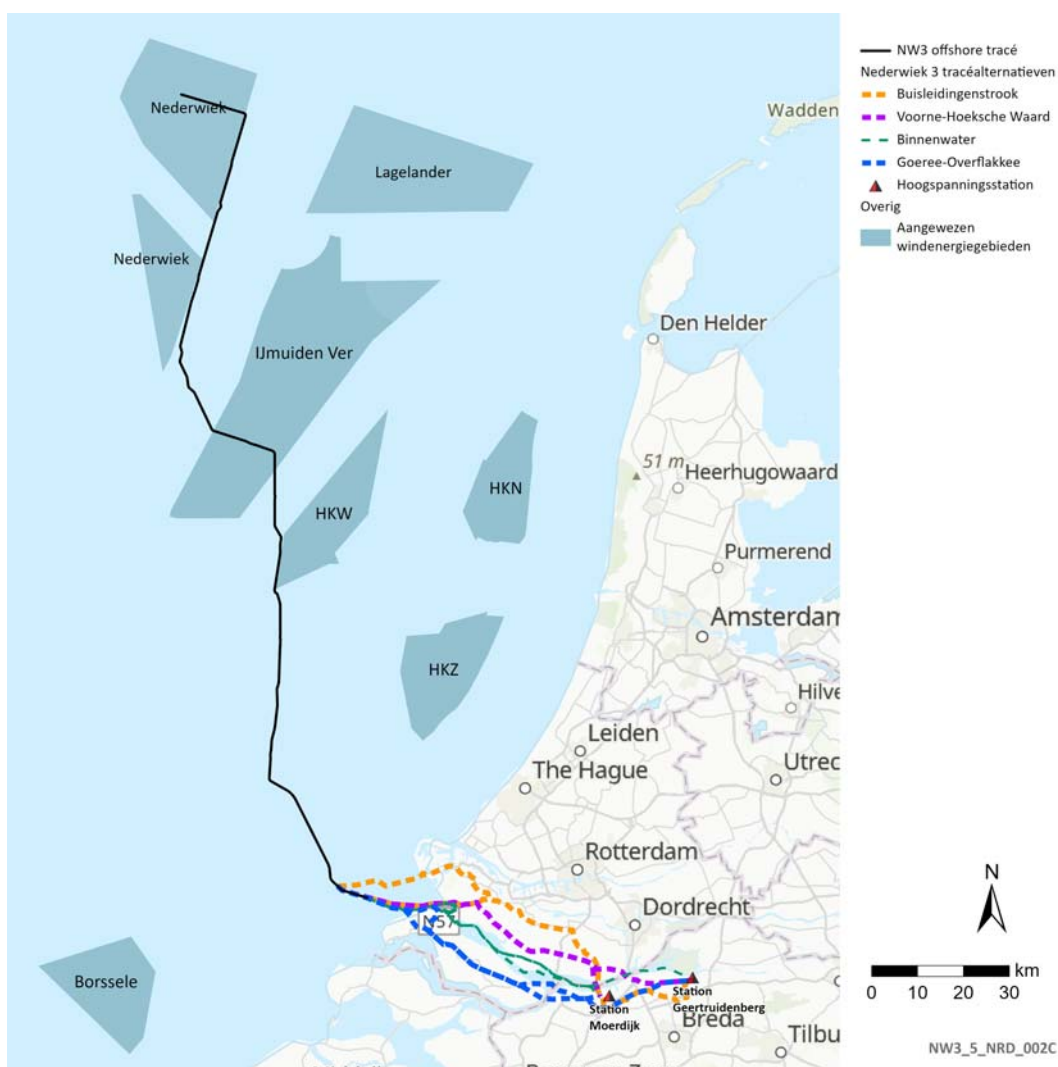 NW3 offshore tracé
Nederwiek 3 tracéalternatieven
Buisleidingenstrook
Voorne-Hoeksche Waard
Binnenwater
Goeree-Overflakkee
Hoogspanningsstation
Overig
Aangewezen
windenergiegebieden
Nederwiek
Wadden
Lagelander
Nederwiek
Den Helder
IJmuiden Ver
51 m
Heerhugowaard
HKN
HKW
Purmerend
Amsterdam
HKZ
Hilve
Leiden
Utrec
The Hague
Rotterdam
Dordrecht
N57
N
km
0 10 20 30
Borssele
Station
Geertruidenberg
Station
Moerdijk
Breda
Tilbu
NW3_5_NRD_002C